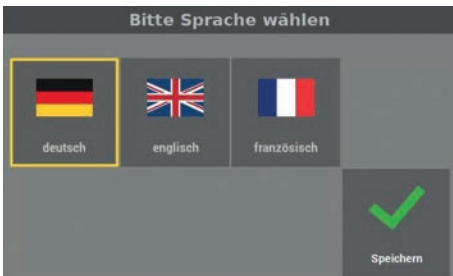 Bitte Sprache wählen
deutsch
englisch
französisch
Speichern